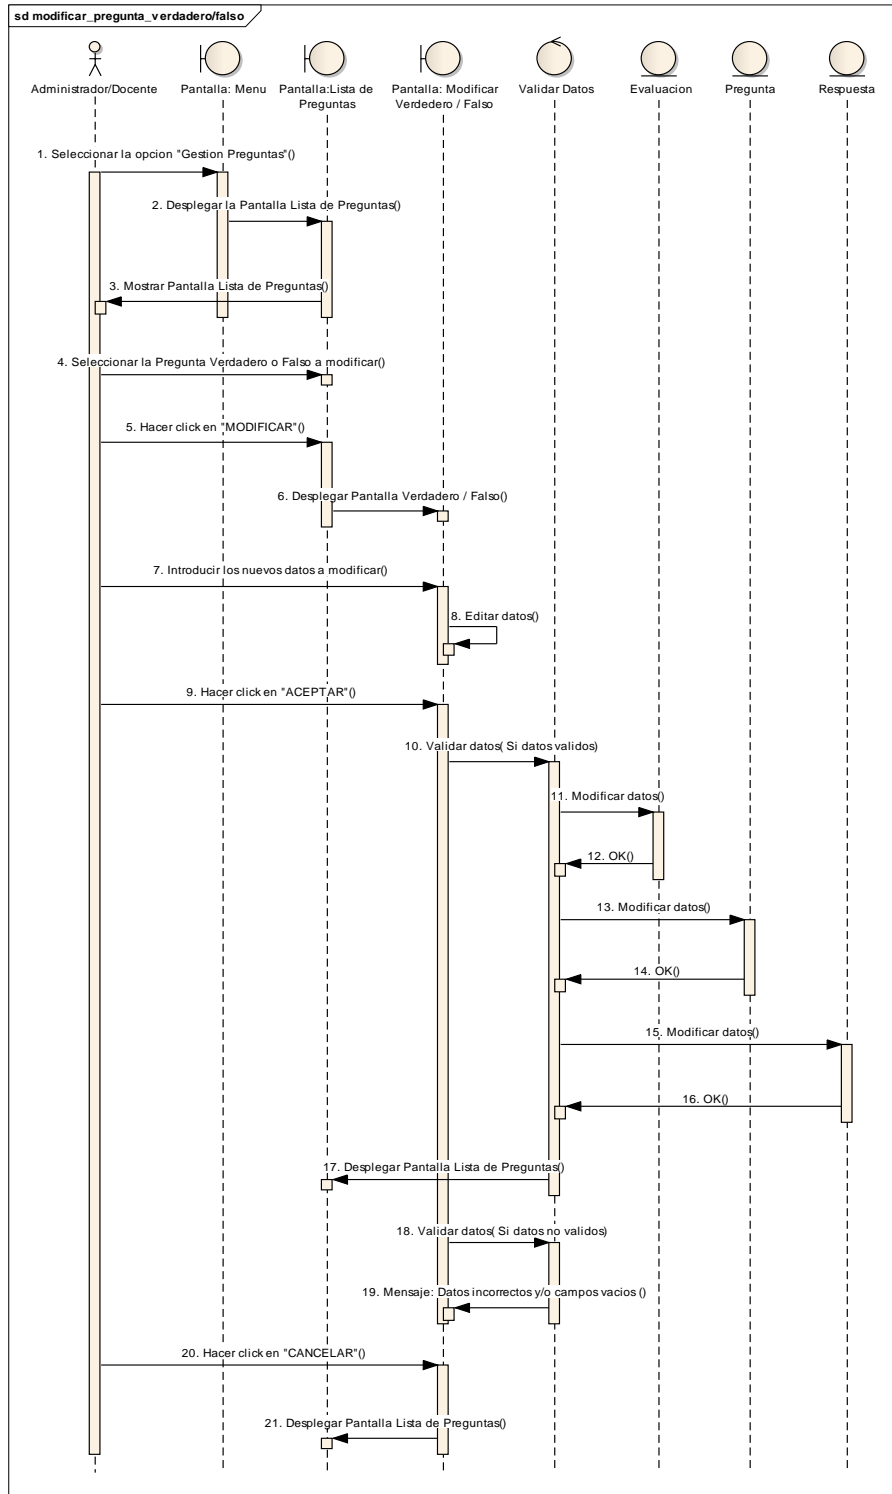 sd modificar_pregunta_verdadero/falso
Administrador/Docente
Pantalla: Menu
Pantalla:Lista de
Preguntas
Pantalla: Modificar
Verdedero / Falso
Validar Datos
Evaluacion
Pregunta
Respuesta
1. Seleccionar la opcion "Gestion Preguntas"()
2. Desplegar la Pantalla Lista de Preguntas()
3. Mostrar Pantalla Lista de Preguntas()
4. Seleccionar la Pregunta Verdadero o Falso a modificar()
5. Hacer click en "MODIFICAR"()
6. Desplegar Pantalla Verdadero / Falso()
7. Introducir los nuevos datos a modificar()
8. Editar datos()
9. Hacer click en "ACEPTAR"()
10. Validar datos( Si datos validos)
11. Modificar datos()
12. OK()
13. Modificar datos()
14. OK()
15. Modificar datos()
16. OK()
17. Desplegar Pantalla Lista de Preguntas()
18. Validar datos( Si datos no validos)
19. Mensaje: Datos incorrectos y/o campos vacios ()
20. Hacer click en "CANCELAR"()
21. Desplegar Pantalla Lista de Preguntas()